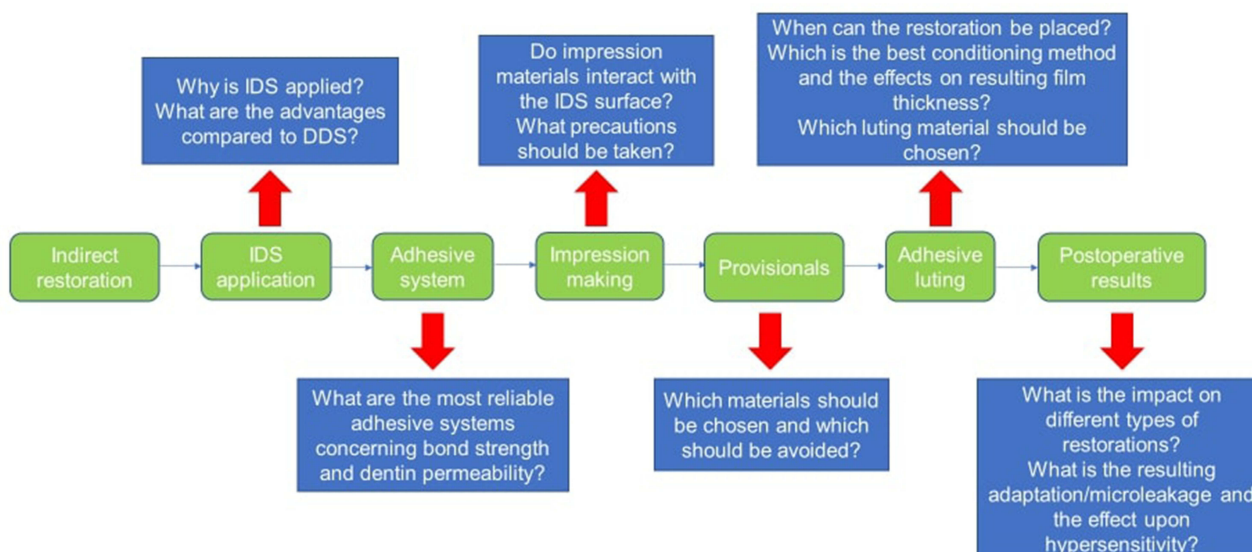 Why is IDS applied?
What are the advantages
compared to DDS?
Do impression
materials interact with
the IDS surface?
What precautions
should be taken?
When can the restoration be placed?
Which is the best conditioning method
and the effects on resulting film
thickness?
Which luting material should be
chosen?
Indirect
restoration
IDS
application
Adhesive
system
Impression
making
Provisionals
Adhesive
luting
Postoperative
results
What are the most reliable
adhesive systems
concerning bond strength
and dentin permeability?
Which materials should
be chosen and which
should be avoided?
What is the impact on
different types of
restorations?
What is the resulting
adaptation/microleakage and
the effect upon
hypersensitivity?